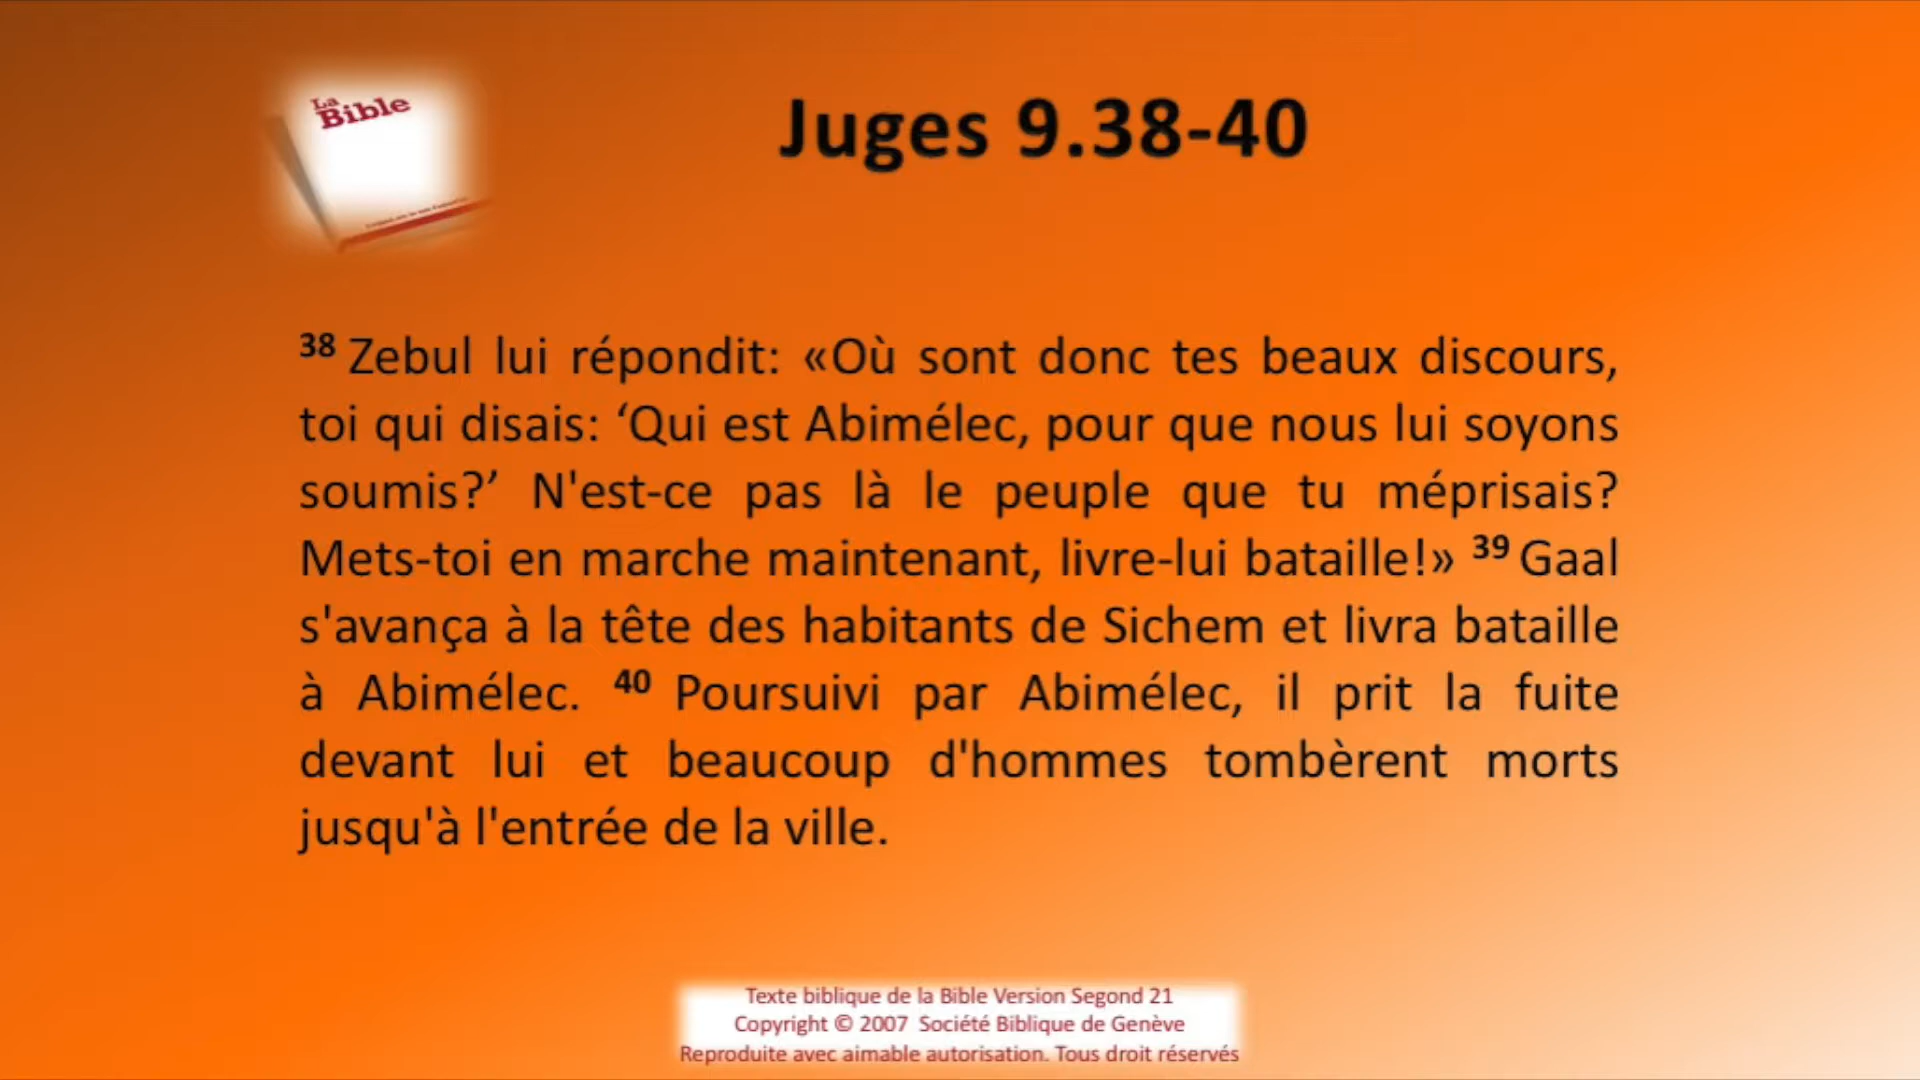 La
Bible
Juges 9.38-40
38 Zebul lui répondit: «Où sont donc tes beaux discours,
toi qui disais: ‘Qui est Abimélec, pour que nous lui soyons
soumis?’ N'est-ce pas là le peuple que tu méprisais?
Mets-toi en marche maintenant, livre-lui bataille!» 39 Gaal
s'avança à la tête des habitants de Sichem et livra bataille
à Abimélec. 40 Poursuivi par Abimélec, il prit la fuite
devant lui et beaucoup d'hommes tombèrent morts
jusqu'à l'entrée de la ville.
Texte biblique de la Bible Version Segond 21
Copyright © 2007 Société Biblique de Genève
Reproduite avec aimable autorisation. Tous droit réservés